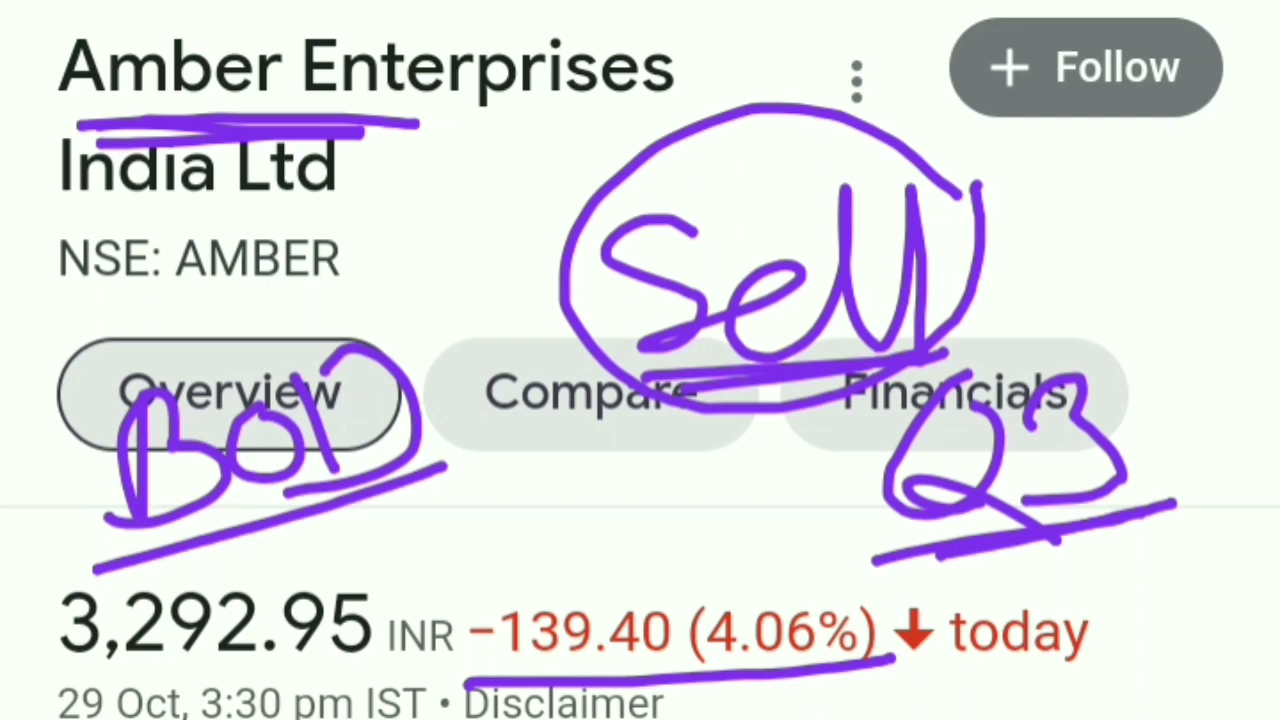 Amber Enterprises
+ Follow
India Ltd
Sell
NSE: AMBER
Overview
Compare
Financials
BOD
Q3
3,292.95 INR −139.40 (4.06%) ↓ today
29 Oct, 3:30 pm IST • Disclaimer